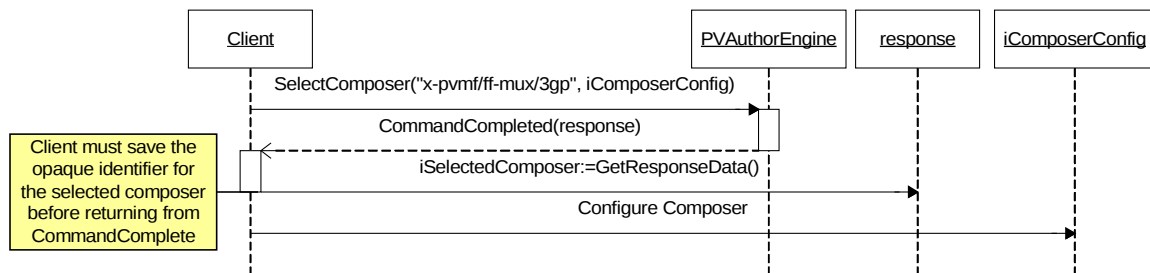 Client
PVAuthorEngine
response
iComposerConfig
SelectComposer("x-pvmf/ff-mux/3gp", iComposerConfig)
CommandCompleted(response)
iSelectedComposer:=GetResponseData()
Configure Composer
Client must save the
opaque identifier for
the selected composer
before returning from
CommandComplete